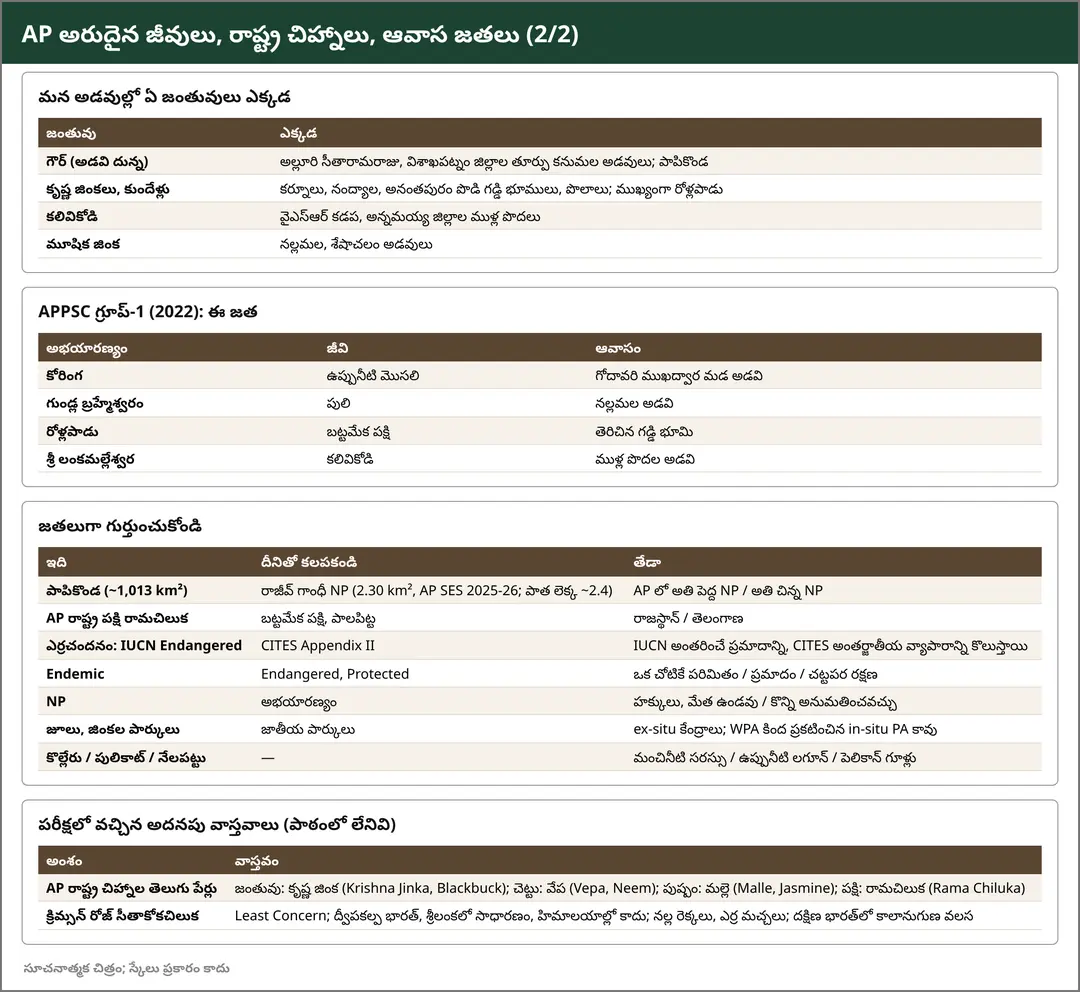 AP అరుదైన జీవులు, రాష్ట్ర చిహ్నాలు, ఆవాస జతలు (2/2)
మన అడవుల్లో ఏ జంతువులు ఎక్కడ
జంతువు ఎక్కడ
గౌర్ (అడవి దున్న) అల్లూరి సీతారామరాజు, విశాఖపట్నం జిల్లాల తూర్పు కనుమల అడవులు; పాపికొండ
కృష్ణ జింకలు, కుందేళ్లు కర్నూలు, నంద్యాల, అనంతపురం పొడి గడ్డి భూములు, పొలాలు; ముఖ్యంగా రోళ్లపాడు
కలివికోడి వైఎస్ఆర్ కడప, అన్నమయ్య జిల్లాల ముళ్ల పొదలు
మూషిక జింక నల్లమల, శేషాచలం అడవులు
APPSC గ్రూప్-1 (2022): ఈ జత
అభయారణ్యం జీవి ఆవాసం
కోరింగ ఉప్పునీటి మొసలి గోదావరి ముఖద్వార మడ అడవి
గుండ్ల బ్రహ్మేశ్వరం పులి నల్లమల అడవి
రోళ్లపాడు బట్టమేక పక్షి తెరిచిన గడ్డి భూమి
శ్రీ లంకమల్లేశ్వర కలివికోడి ముళ్ల పొదల అడవి
జతలుగా గుర్తుంచుకోండి
ఇది దీనితో కలపకండి తేడా
పాపికొండ (~1,013 km²) రాజీవ్ గాంధీ NP (2.30 km², AP SES 2025-26; పాత లెక్క ~2.4) AP లో అతి పెద్ద NP / అతి చిన్న NP
AP రాష్ట్ర పక్షి రామచిలుక బట్టమేక పక్షి, పాలపిట్ట రాజస్థాన్ / తెలంగాణ
ఎర్రచందనం: IUCN Endangered CITES Appendix II IUCN అంతరించే ప్రమాదాన్ని, CITES అంతర్జాతీయ వ్యాపారాన్ని కొలుస్తాయి
Endemic Endangered, Protected ఒక చోటికే పరిమితం / ప్రమాదం / చట్టపర రక్షణ
NP అభయారణ్యం హక్కులు, మేత ఉండవు / కొన్ని అనుమతించవచ్చు
జూలు, జింకల పార్కులు జాతీయ పార్కులు ex-situ కేంద్రాలు; WPA కింద ప్రకటించిన in-situ PA కావు
కొల్లేరు / పులికాట్ / నేలపట్టు — మంచినీటి సరస్సు / ఉప్పునీటి లగూన్ / పెలికాన్ గూళ్లు
పరీక్షలో వచ్చిన అదనపు వాస్తవాలు (పాఠంలో లేనివి)
అంశం వాస్తవం
AP రాష్ట్ర చిహ్నాల తెలుగు పేర్లు జంతువు: కృష్ణ జింక (Krishna Jinka, Blackbuck); చెట్టు: వేప (Vepa, Neem); పుష్పం: మల్లె (Malle, Jasmine); పక్షి: రామచిలుక (Rama Chiluka)
క్రిమ్సన్ రోజ్ సీతాకోకచిలుక Least Concern; ద్వీపకల్ప భారత్, శ్రీలంకలో సాధారణం, హిమాలయాల్లో కాదు; నల్ల రెక్కలు, ఎర్ర మచ్చలు; దక్షిణ భారత్‌లో కాలానుగుణ వలస
సూచనాత్మక చిత్రం; స్కేలు ప్రకారం కాదు